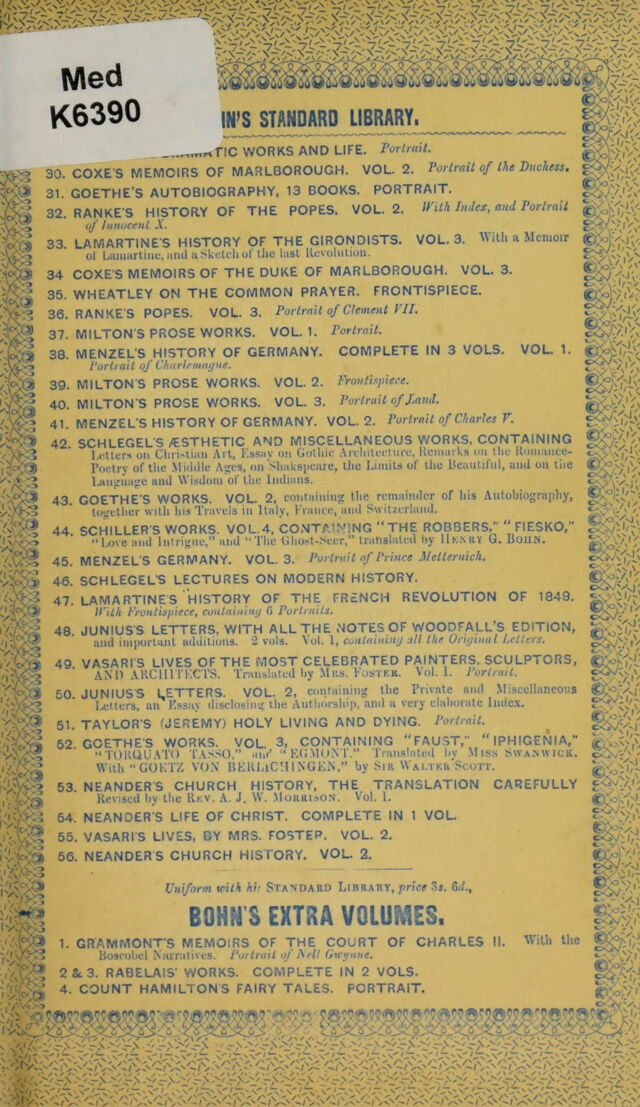 Med
K6390
IN'S STANDARD LIBRARY.
TIC WORKS AND LIFE. Portrait.
30. COXE'S MEMOIRS OF MARLBOROUGH. VOL. 2. Portrait of the Duchess.
31. GOETHE'S AUTOBIOGRAPHY, 13 BOOKS. PORTRAIT.
32. RANKE'S HISTORY OF THE POPES. VOL. 2. With Index, and Portrait
of Innocent X.
33. LAMARTINE'S HISTORY OF THE GIRONDISTS. VOL. 3. With a Memoir
of Lamartine, and a Sketch of the last Revolution.
34 COXE'S MEMOIRS OF THE DUKE OF MARLBOROUGH. VOL. 3.
35. WHEATLEY ON THE COMMON PRAYER. FRONTISPIECE.
36. RANKE'S POPES. VOL. 3. Portrait of Clement VII.
37. MILTON'S PROSE WORKS. VOL. 1. Portrait.
38. MENZEL'S HISTORY OF GERMANY. COMPLETE IN 3 VOLS. VOL. 1.
Portrait of Charlemagne.
39. MILTON'S PROSE WORKS. VOL. 2. Frontispiece.
40. MILTON'S PROSE WORKS. VOL. 3. Portrait of Laud.
41. MENZEL'S HISTORY OF GERMANY. VOL. 2. Portrait of Charles V.
42. SCHLEGEL'S ÆSTHETIC AND MISCELLANEOUS WORKS, CONTAINING
Letters on Christian Art, Essay on Gothic Architecture, Remarks on the Romance-
Poetry of the Middle Ages, on Shakspeare, the Limits of the Beautiful, and on the
Language and Wisdom of the Indians.
43. GOETHE'S WORKS. VOL. 2, containing the remainder of his Autobiography,
together with his Travels in Italy, France, and Switzerland.
44. SCHILLER'S WORKS. VOL. 4, CONTAINING "THE ROBBERS," "FIESKO,"
"Love and Intrigue," and "The Ghost-Seer," translated by HENRY G. BOHN.
45. MENZEL'S GERMANY. VOL. 3. Portrait of Prince Metternich.
46. SCHLEGEL'S LECTURES ON MODERN HISTORY.
47. LAMARTINE'S HISTORY OF THE FRENCH REVOLUTION OF 1848.
With Frontispiece, containing 6 Portraits.
48. JUNIUS'S LETTERS, WITH ALL THE NOTES OF WOODFALL'S EDITION,
and important additions. 2 vols. Vol. 1, containing all the Original Letters.
49. VASARI'S LIVES OF THE MOST CELEBRATED PAINTERS, SCULPTORS,
AND ARCHITECTS. Translated by MRS. FOSTER. Vol. 1. Portrait.
50. JUNIUS'S LETTERS. VOL. 2, containing the Private and Miscellaneous
Letters, an Essay disclosing the Authorship, and a very elaborate Index.
51. TAYLOR'S (JEREMY) HOLY LIVING AND DYING. Portrait.
52. GOETHE'S WORKS. VOL. 3, CONTAINING "FAUST," "IPHIGENIA,"
"TORQUATO TASSO," and "EGMONT." Translated by MISS SWANWICK.
With "GOETZ VON BERLICHINGEN," by SIR WALTER SCOTT.
53. NEANDER'S CHURCH HISTORY, THE TRANSLATION CAREFULLY
Revised by the REV. A. J. W. MORRISON. Vol. 1.
54. NEANDER'S LIFE OF CHRIST. COMPLETE IN 1 VOL.
55. VASARI'S LIVES, BY MRS. FOSTER. VOL. 2.
56. NEANDER'S CHURCH HISTORY. VOL. 2.
Uniform with his STANDARD LIBRARY, price 3s. 6d.,
BOHN'S EXTRA VOLUMES.
1. GRAMMONT'S MEMOIRS OF THE COURT OF CHARLES II. With the
Boscobel Narratives. Portrait of Nell Gwynne.
2 & 3. RABELAIS' WORKS. COMPLETE IN 2 VOLS.
4. COUNT HAMILTON'S FAIRY TALES. PORTRAIT.